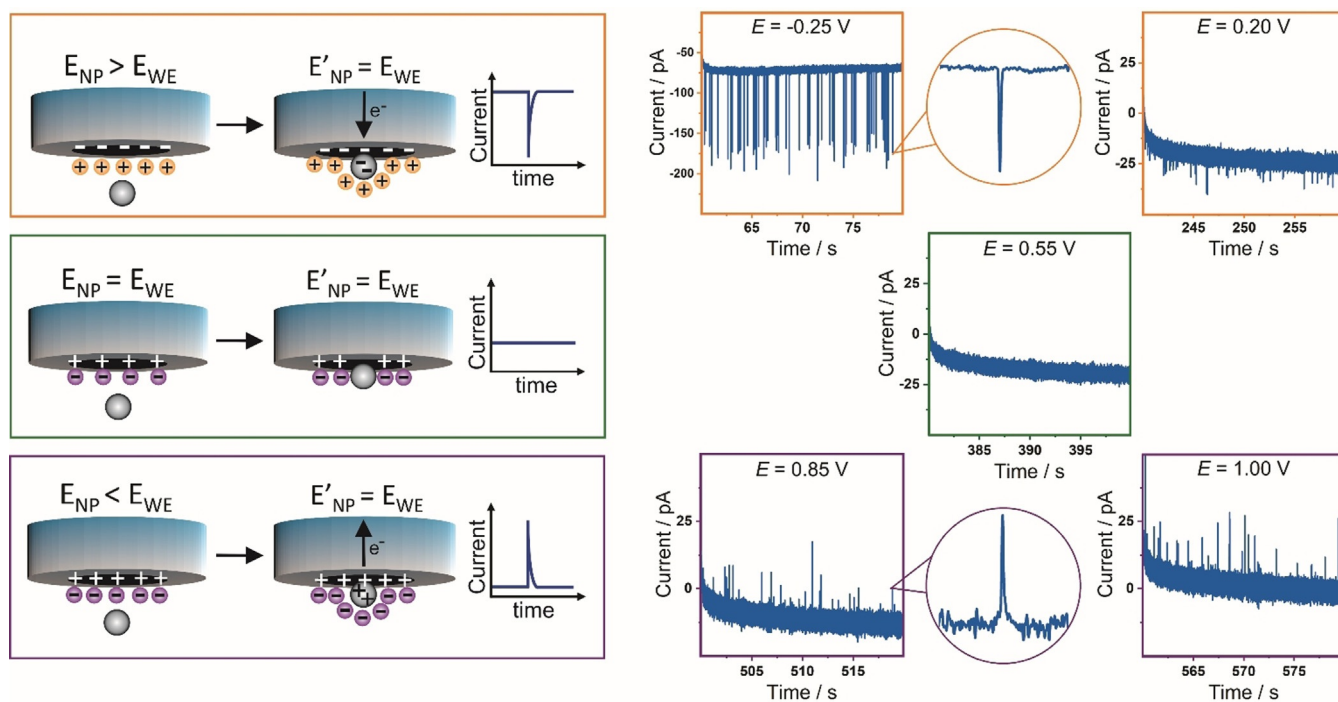 E_NP > E_WE
E'_NP = E_WE
e⁻
Current
time
E = -0.25 V
Current / pA
-50
-100
-150
-200
65
70
75
Time / s
E = 0.20 V
Current / pA
25
0
-25
245
250
255
Time / s
E_NP = E_WE
E'_NP = E_WE
Current
time
E = 0.55 V
Current / pA
25
0
-25
385
390
395
Time / s
E_NP < E_WE
E'_NP = E_WE
e⁻
Current
time
E = 0.85 V
Current / pA
25
0
505
510
515
Time / s
E = 1.00 V
Current / pA
25
0
565
570
575
Time / s